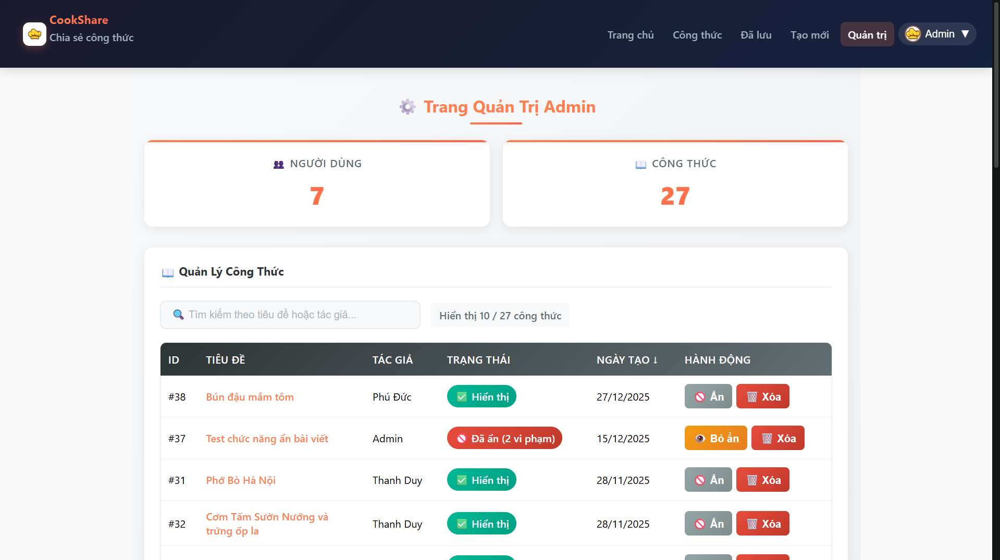 CookShare
Chia sẻ công thức
Trang chủ
Công thức
Đã lưu
Tạo mới
Quản trị
Admin ▼
Trang Quản Trị Admin
NGƯỜI DÙNG
7
CÔNG THỨC
27
Quản Lý Công Thức
Tìm kiếm theo tiêu đề hoặc tác giả...
Hiển thị 10 / 27 công thức
ID TIÊU ĐỀ TÁC GIẢ TRẠNG THÁI NGÀY TẠO ↓ HÀNH ĐỘNG
#38 Bún đậu mắm tôm Phú Đức Hiển thị 27/12/2025 Ẩn Xóa
#37 Test chức năng ẩn bài viết Admin Đã ẩn (2 vi phạm) 15/12/2025 Bỏ ẩn Xóa
#31 Phở Bò Hà Nội Thanh Duy Hiển thị 28/11/2025 Ẩn Xóa
#32 Cơm Tấm Sườn Nướng và trứng ốp la Thanh Duy Hiển thị 28/11/2025 Ẩn Xóa